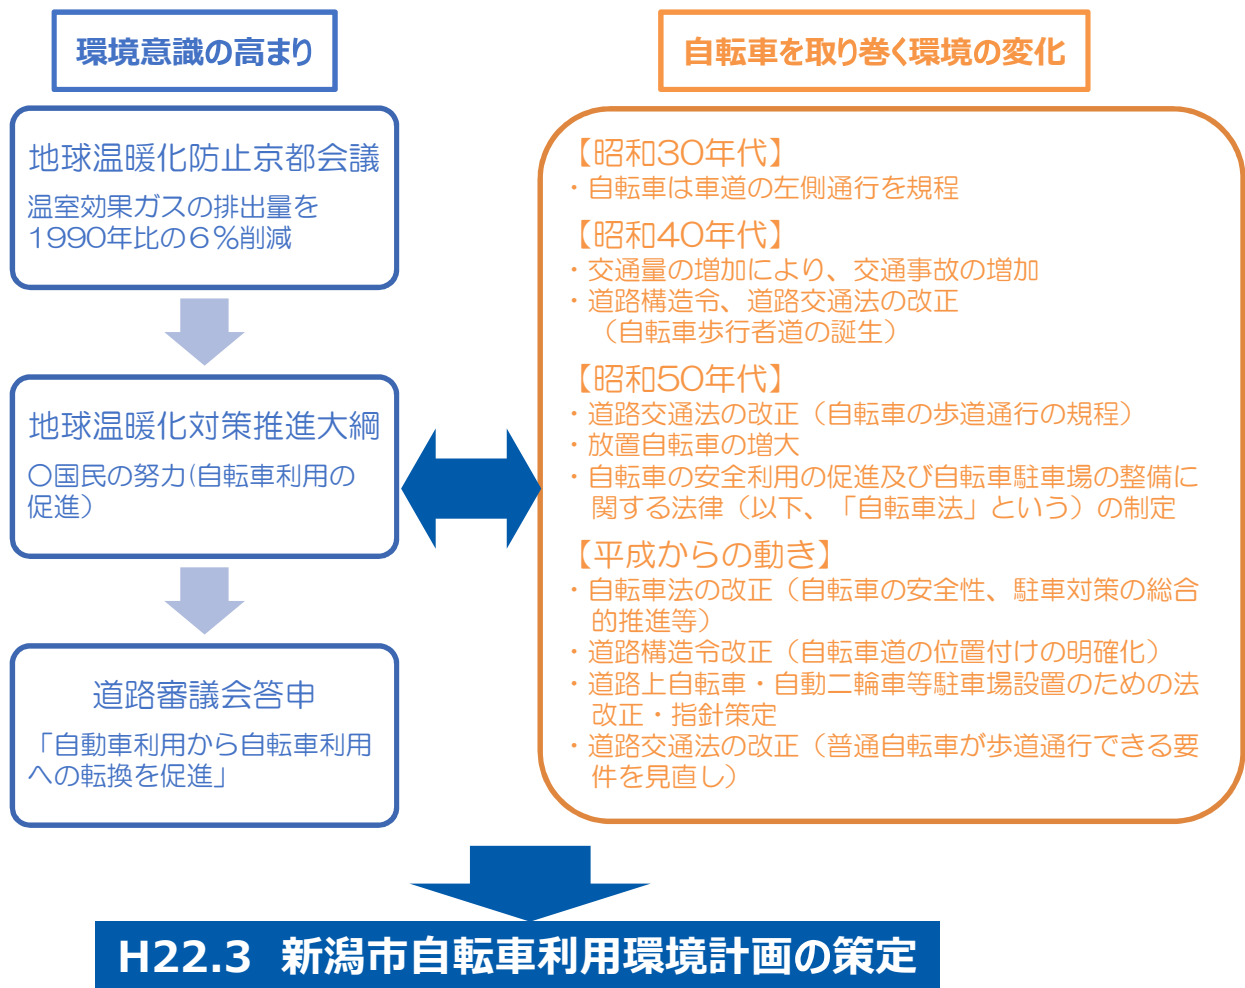 環境意識の高まり
地球温暖化防止京都会議
温室効果ガスの排出量を
1990年比の6%削減
地球温暖化対策推進大綱
○国民の努力(自転車利用の
促進)
道路審議会答申
「自動車利用から自転車利用
への転換を促進」
自転車を取り巻く環境の変化
【昭和30年代】
・自転車は車道の左側通行を規程
【昭和40年代】
・交通量の増加により、交通事故の増加
・道路構造令、道路交通法の改正
（自転車歩行者道の誕生）
【昭和50年代】
・道路交通法の改正（自転車の歩道通行の規程）
・放置自転車の増大
・自転車の安全利用の促進及び自転車駐車場の整備に
関する法律（以下、「自転車法」という）の制定
【平成からの動き】
・自転車法の改正（自転車の安全性、駐車対策の総合
的推進等）
・道路構造令改正（自転車道の位置付けの明確化）
・道路上自転車・自動二輪車等駐車場設置のための法
改正・指針策定
・道路交通法の改正（普通自転車が歩道通行できる要
件を見直し）
H22.3 新潟市自転車利用環境計画の策定